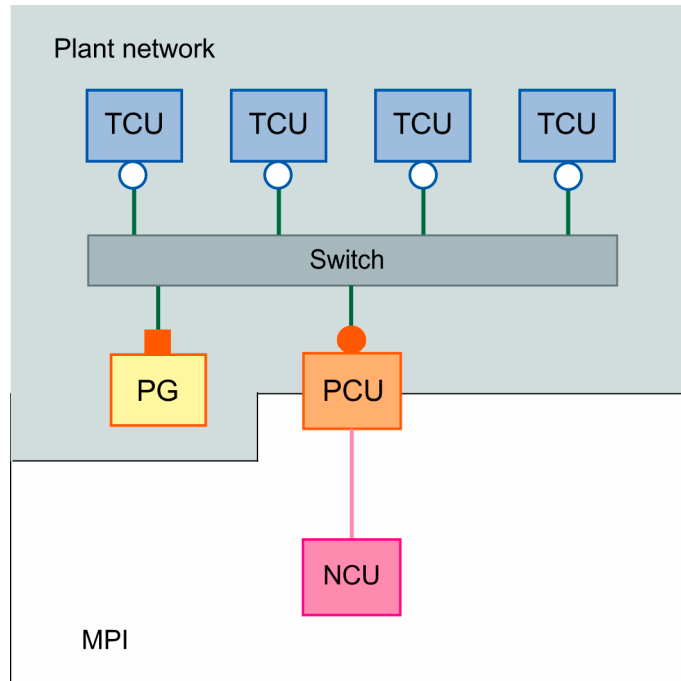 Plant network
TCU TCU TCU TCU
Switch
PG PCU
NCU
MPI